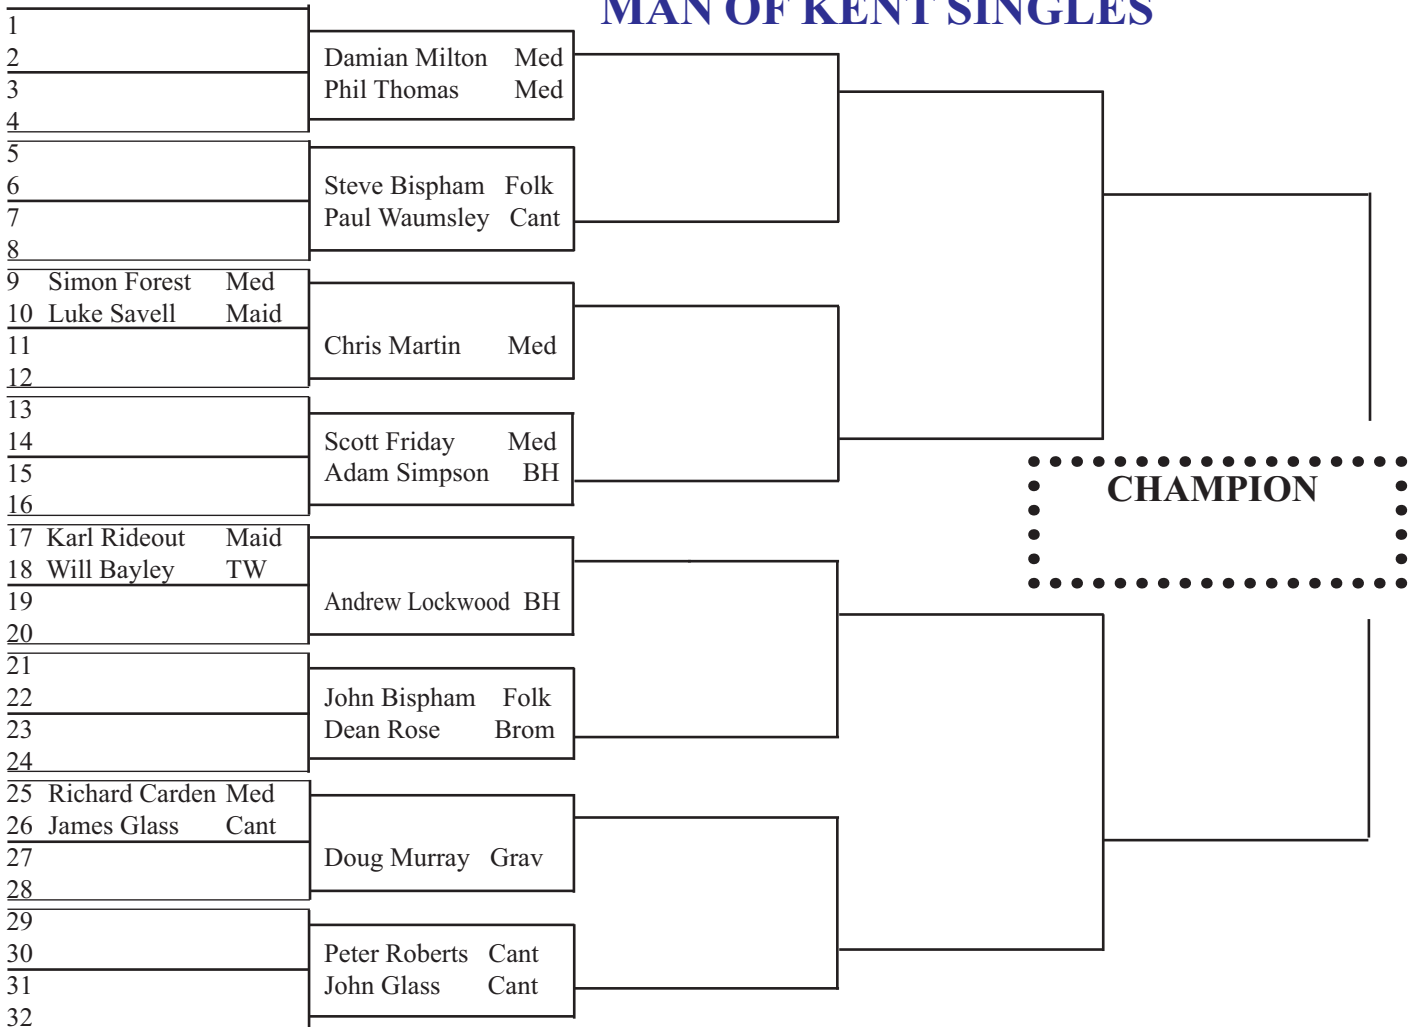 MAN OF KENT SINGLES
1
2 Damian Milton Med
3 Phil Thomas Med
4
5
6 Steve Bispham Folk
7 Paul Waumsley Cant
8
9 Simon Forest Med
10 Luke Savell Maid
11 Chris Martin Med
12
13
14 Scott Friday Med
15 Adam Simpson BH
16
CHAMPION
17 Karl Rideout Maid
18 Will Bayley TW
19 Andrew Lockwood BH
20
21
22 John Bispham Folk
23 Dean Rose Brom
24
25 Richard Carden Med
26 James Glass Cant
27 Doug Murray Grav
28
29
30 Peter Roberts Cant
31 John Glass Cant
32